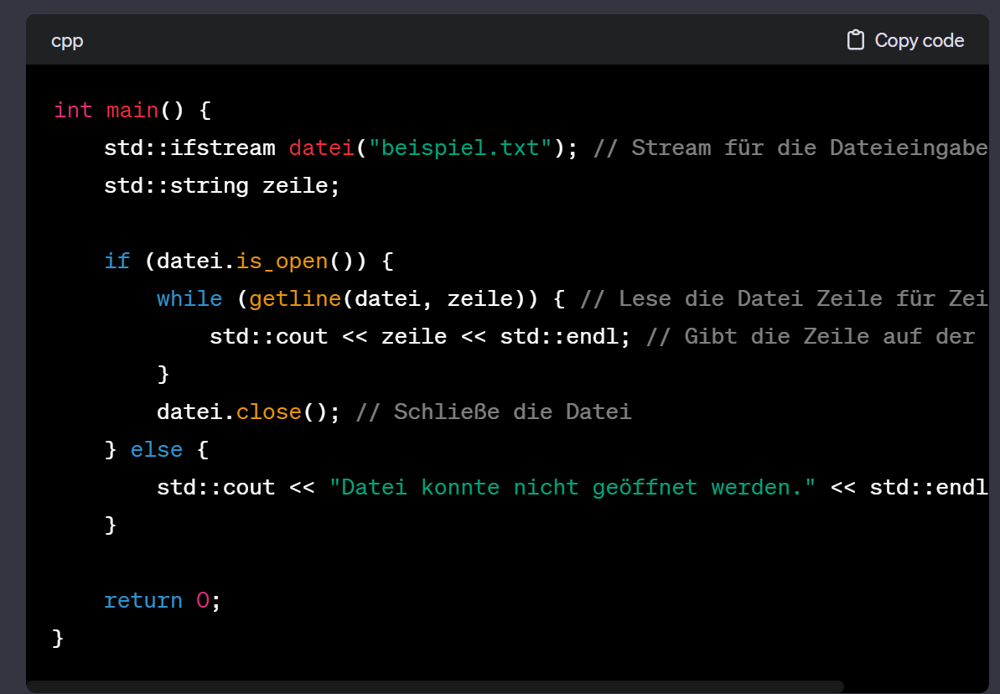 cpp
Copy code
int main() {
std::ifstream datei("beispiel.txt"); // Stream für die Dateieingabe
std::string zeile;
if (datei.is_open()) {
while (getline(datei, zeile)) { // Lese die Datei Zeile für Zei
std::cout << zeile << std::endl; // Gibt die Zeile auf der
}
datei.close(); // Schließe die Datei
} else {
std::cout << "Datei konnte nicht geöffnet werden." << std::endl
}
return 0;
}